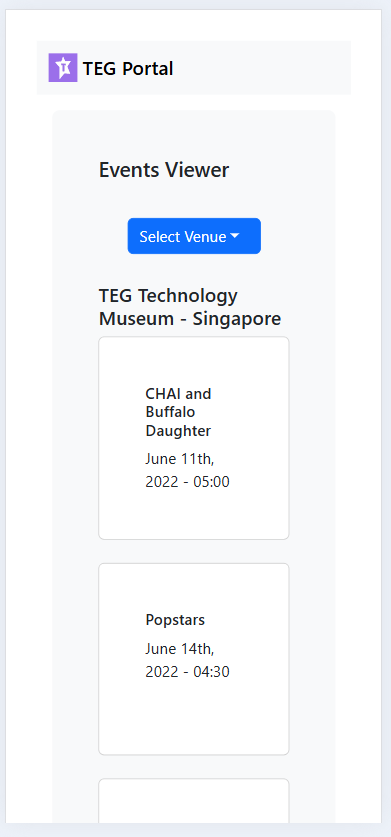 TEG Portal
Events Viewer
Select Venue
TEG Technology
Museum - Singapore
CHAI and
Buffalo
Daughter
June 11th,
2022 - 05:00
Popstars
June 14th,
2022 - 04:30